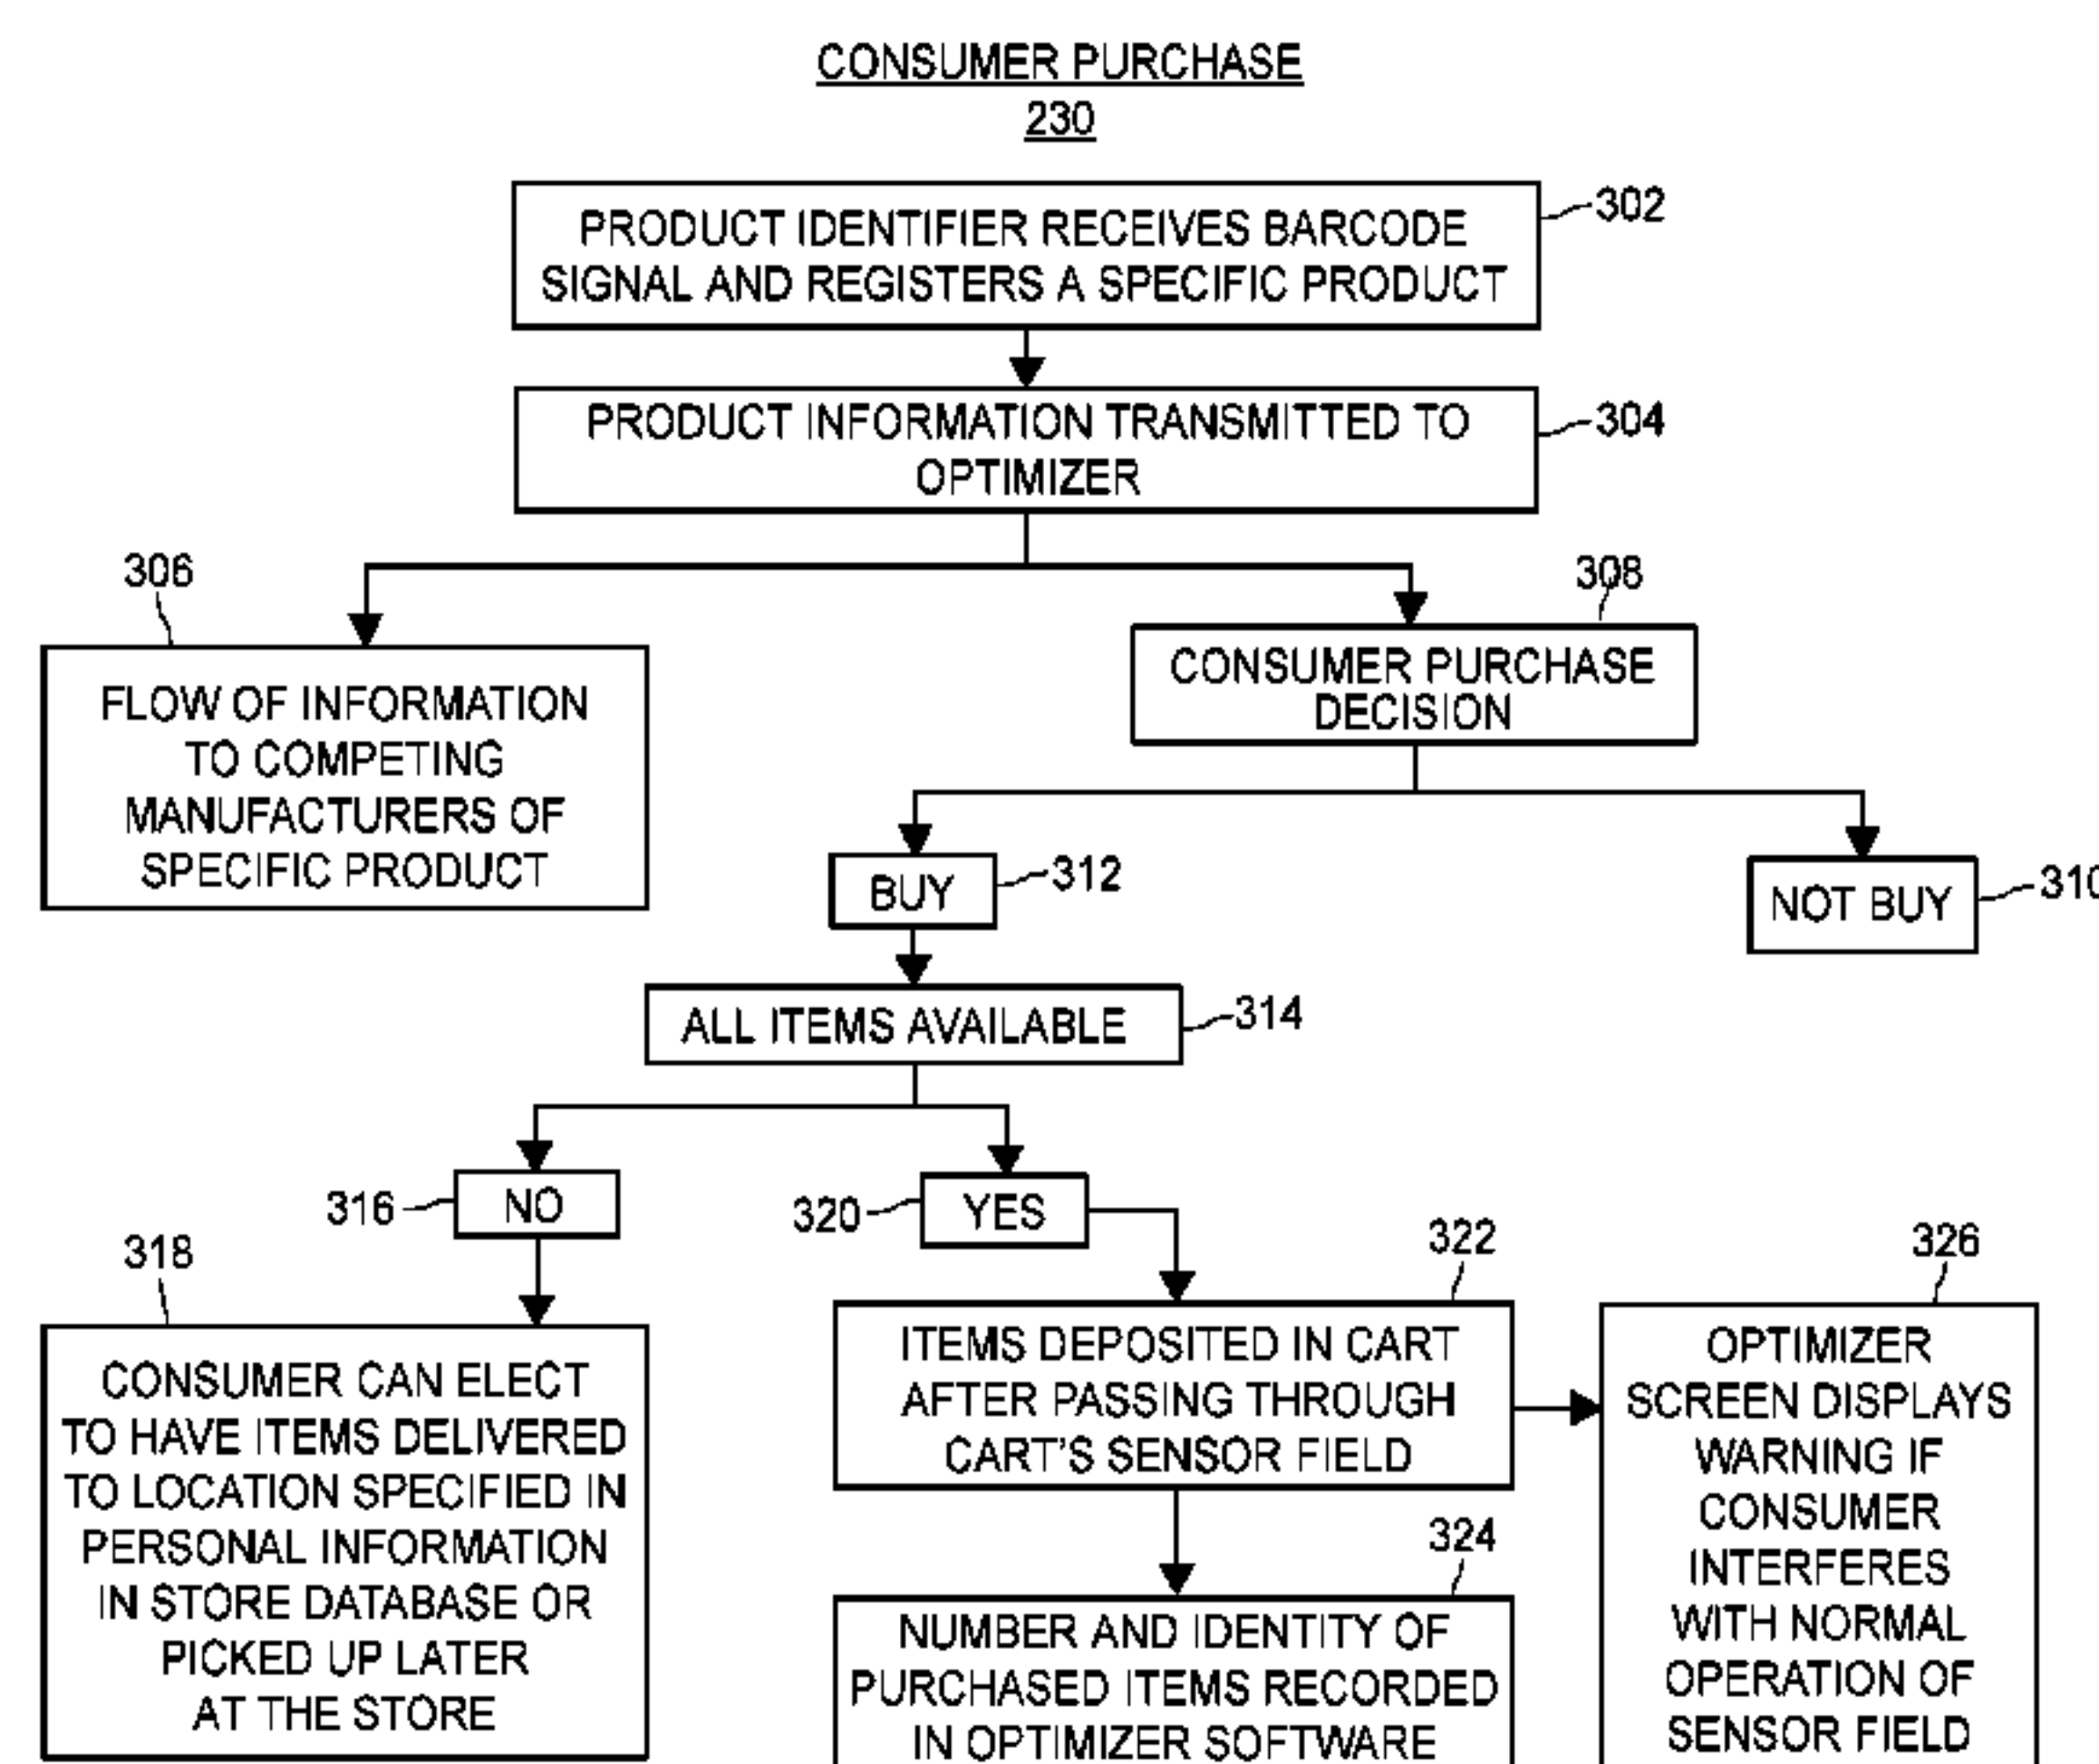 CONSUMER PURCHASE
230
PRODUCT IDENTIFIER RECEIVES BARCODE
SIGNAL AND REGISTERS A SPECIFIC PRODUCT
302
PRODUCT INFORMATION TRANSMITTED TO
OPTIMIZER
304
306
FLOW OF INFORMATION
TO COMPETING
MANUFACTURERS OF
SPECIFIC PRODUCT
308
CONSUMER PURCHASE
DECISION
BUY
312
NOT BUY
310
ALL ITEMS AVAILABLE
314
316
NO
320
YES
318
CONSUMER CAN ELECT
TO HAVE ITEMS DELIVERED
TO LOCATION SPECIFIED IN
PERSONAL INFORMATION
IN STORE DATABASE OR
PICKED UP LATER
AT THE STORE
322
ITEMS DEPOSITED IN CART
AFTER PASSING THROUGH
CART'S SENSOR FIELD
324
NUMBER AND IDENTITY OF
PURCHASED ITEMS RECORDED
IN OPTIMIZER SOFTWARE
326
OPTIMIZER
SCREEN DISPLAYS
WARNING IF
CONSUMER
INTERFERES
WITH NORMAL
OPERATION OF
SENSOR FIELD